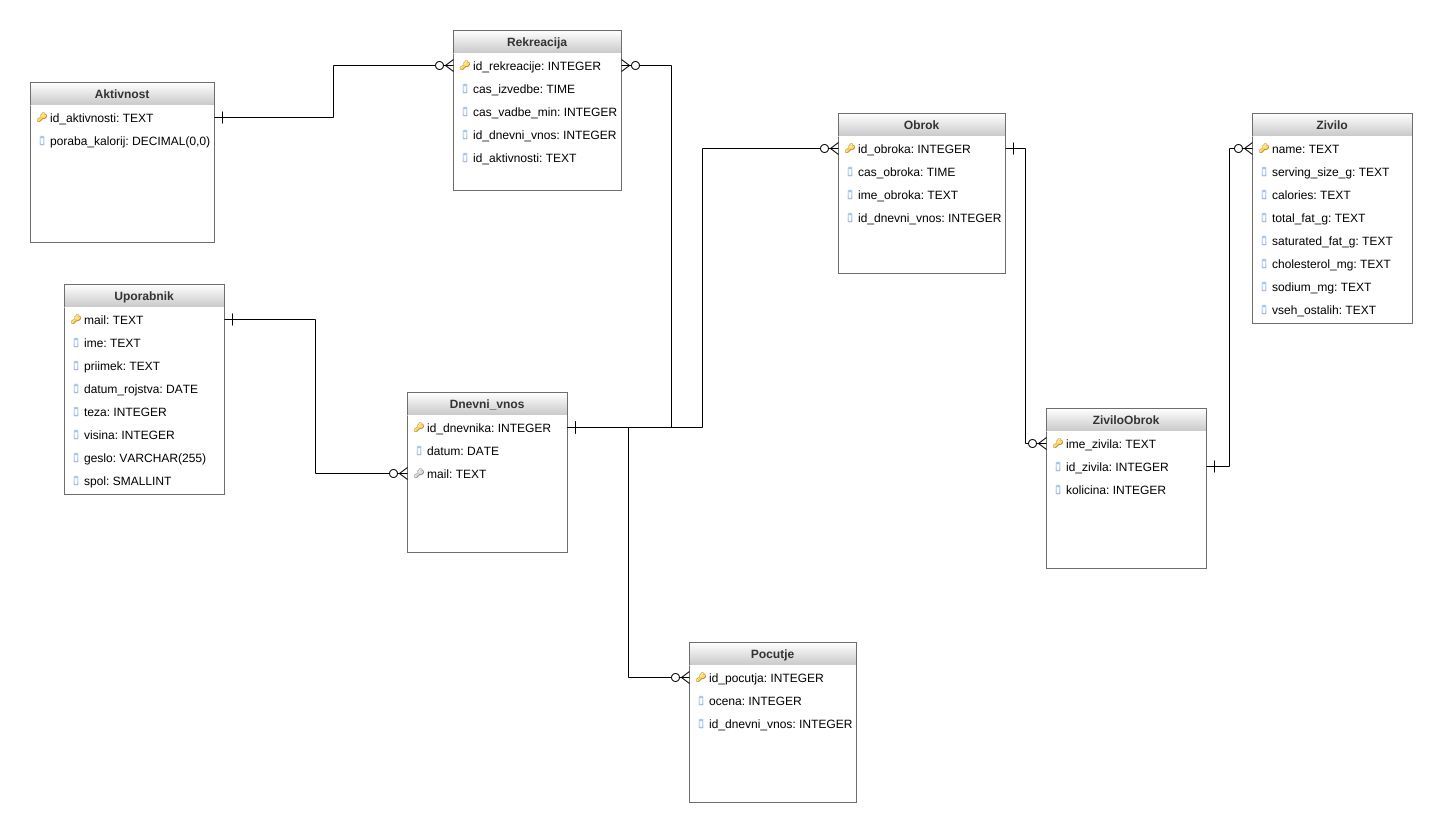 Rekreacija
id_rekreacije: INTEGER
cas_izvedbe: TIME
cas_vadbe_min: INTEGER
id_dnevni_vnos: INTEGER
id_aktivnosti: TEXT
Aktivnost
id_aktivnosti: TEXT
poraba_kalorij: DECIMAL(0,0)
Obrok
id_obroka: INTEGER
cas_obroka: TIME
ime_obroka: TEXT
id_dnevni_vnos: INTEGER
Zivilo
name: TEXT
serving_size_g: TEXT
calories: TEXT
total_fat_g: TEXT
saturated_fat_g: TEXT
cholesterol_mg: TEXT
sodium_mg: TEXT
vseh_ostalih: TEXT
Uporabnik
mail: TEXT
ime: TEXT
priimek: TEXT
datum_rojstva: DATE
teza: INTEGER
visina: INTEGER
geslo: VARCHAR(255)
spol: SMALLINT
Dnevni_vnos
id_dnevnika: INTEGER
datum: DATE
mail: TEXT
ZiviloObrok
ime_zivila: TEXT
id_zivila: INTEGER
kolicina: INTEGER
Pocutje
id_pocutja: INTEGER
ocena: INTEGER
id_dnevni_vnos: INTEGER